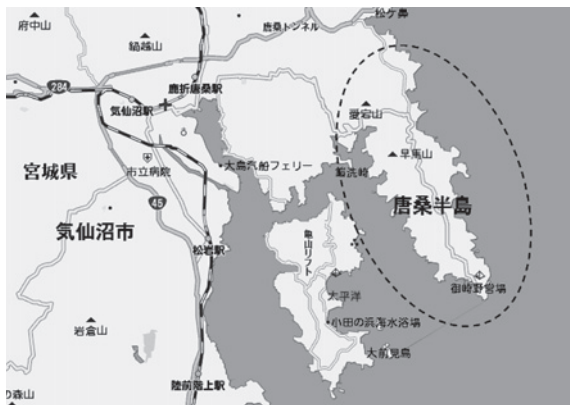 松ケ鼻
府中山
唐桑トンネル
鍋越山
鹿折唐桑駅
284
気仙沼駅
愛宕山
早馬山
大島汽船フェリー
宮城県
市立病院
唐桑半島
45
気仙沼市
松岩駅
亀山リフト
御崎野営場
太平洋
小田の浜海水浴場
岩倉山
大前見島
陸前階上駅
の森山